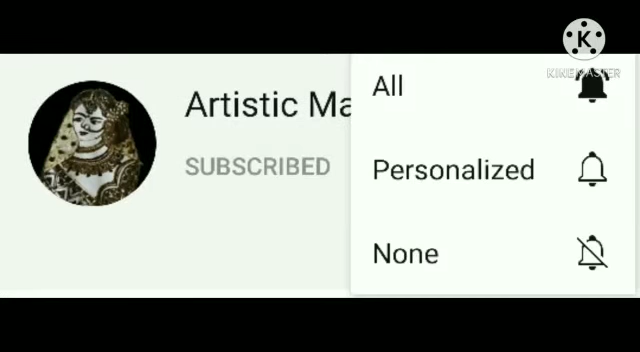 K
KINEMASTER
Artistic Ma
SUBSCRIBED
All
Personalized
None